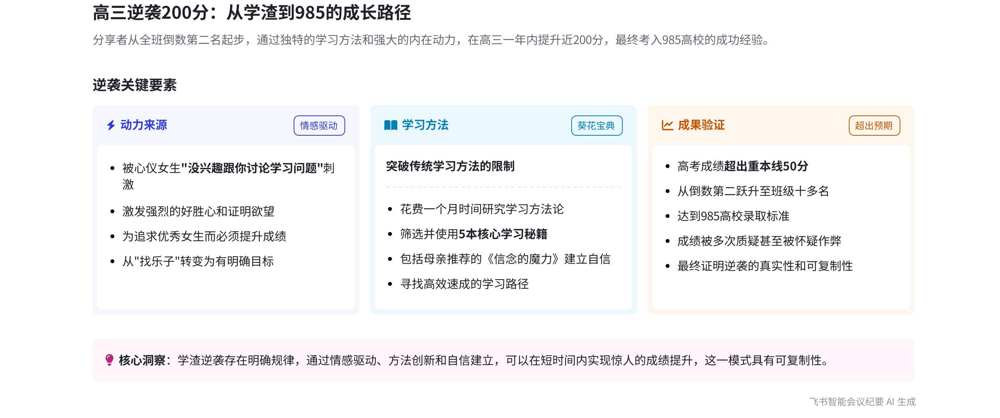 高三逆袭200分：从学渣到985的成长路径
分享者从全班倒数第二名起步，通过独特的学习方法和强大的内在动力，在高三一年内提升近200分，最终考入985高校的成功经验。
逆袭关键要素
动力来源
情感驱动
被心仪女生"没兴趣跟你讨论学习问题"刺
激
激发强烈的好胜心和证明欲望
为追求优秀女生而必须提升成绩
从"找乐子"转变为有明确目标
学习方法
葵花宝典
突破传统学习方法的限制
花费一个月时间研究学习方法论
筛选并使用5本核心学习秘籍
包括母亲推荐的《信念的魔力》建立自信
寻找高效速成的学习路径
成果验证
超出预期
高考成绩超出重本线50分
从倒数第二跃升至班级十多名
达到985高校录取标准
成绩被多次质疑甚至被怀疑作弊
最终证明逆袭的真实性和可复制性
核心洞察：学渣逆袭存在明确规律，通过情感驱动、方法创新和自信建立，可以在短时间内实现惊人的成绩提升，这一模式具有可复制性。
飞书智能会议纪要 AI 生成